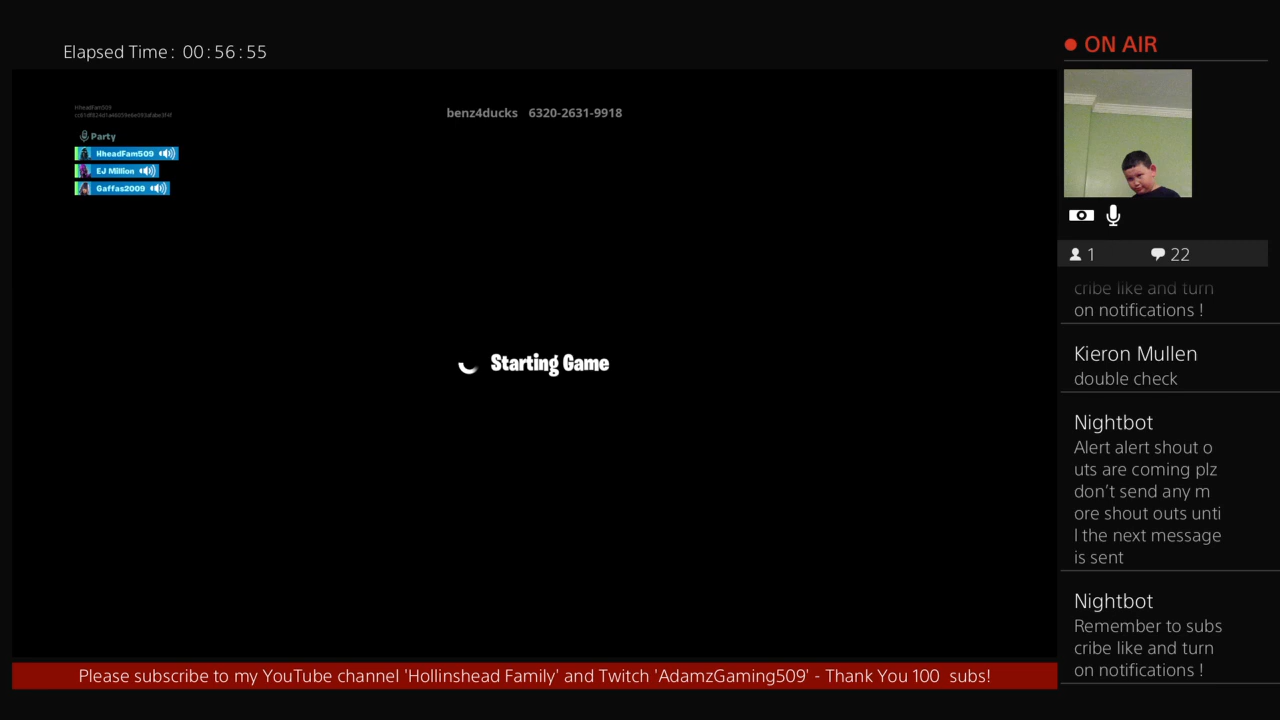 Elapsed Time: 00:56:55
ON AIR
HheadFam509
benz4ducks 6320-2631-9918
Party
HheadFam509
EJ Million
Gaffas2009
Starting Game
1 22
cribe like and turn
on notifications !
Kieron Mullen
double check
Nightbot
Alert alert shout o
uts are coming plz
don't send any m
ore shout outs unti
l the next message
is sent
Nightbot
Remember to subs
cribe like and turn
on notifications !
Please subscribe to my YouTube channel 'Hollinshead Family' and Twitch 'AdamzGaming509' - Thank You 100 subs!